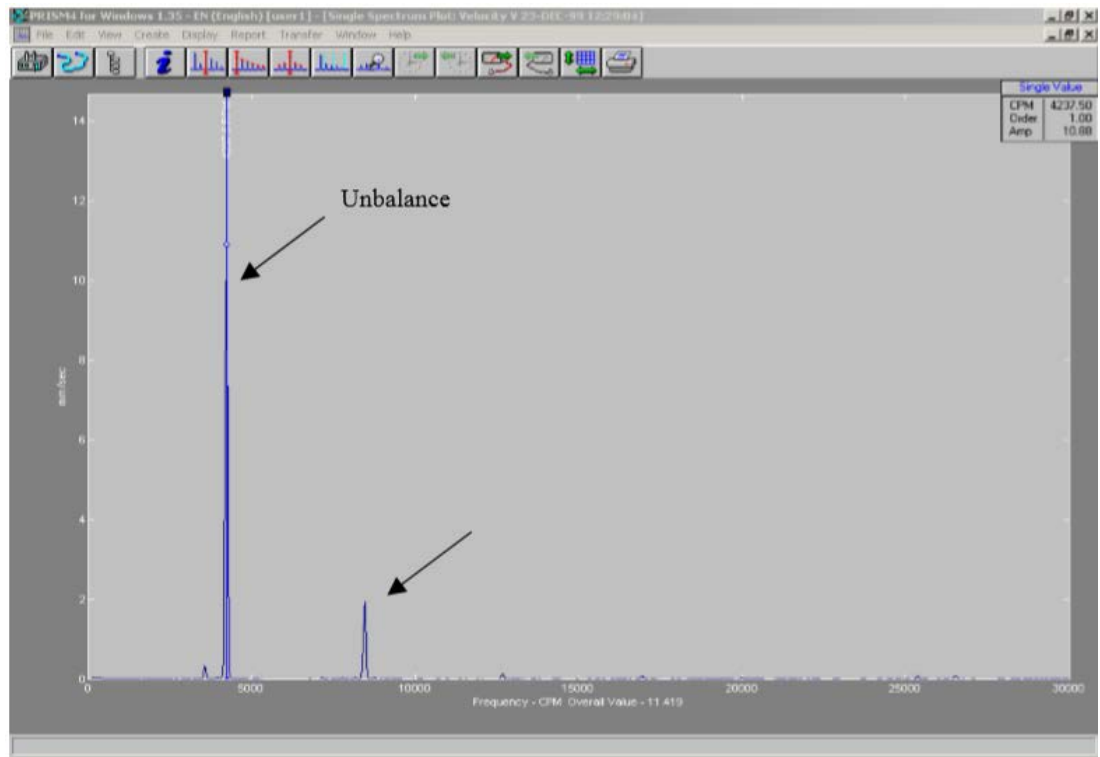 PRISM4 for Windows 1.35 - EN (English) [user1] - [Single Spectrum Plot: Velocity V 23-DEC-99 12:29:04]
File Edit View Create Display Report Transfer Window Help
Single Value
CPM 4237.50
Order 1.00
Amp 10.88
14
12
Unbalance
10
8
mm/sec
6
4
2
0
0 5000 10000 15000 20000 25000 30000
Frequency - CPM Overall Value - 11.419